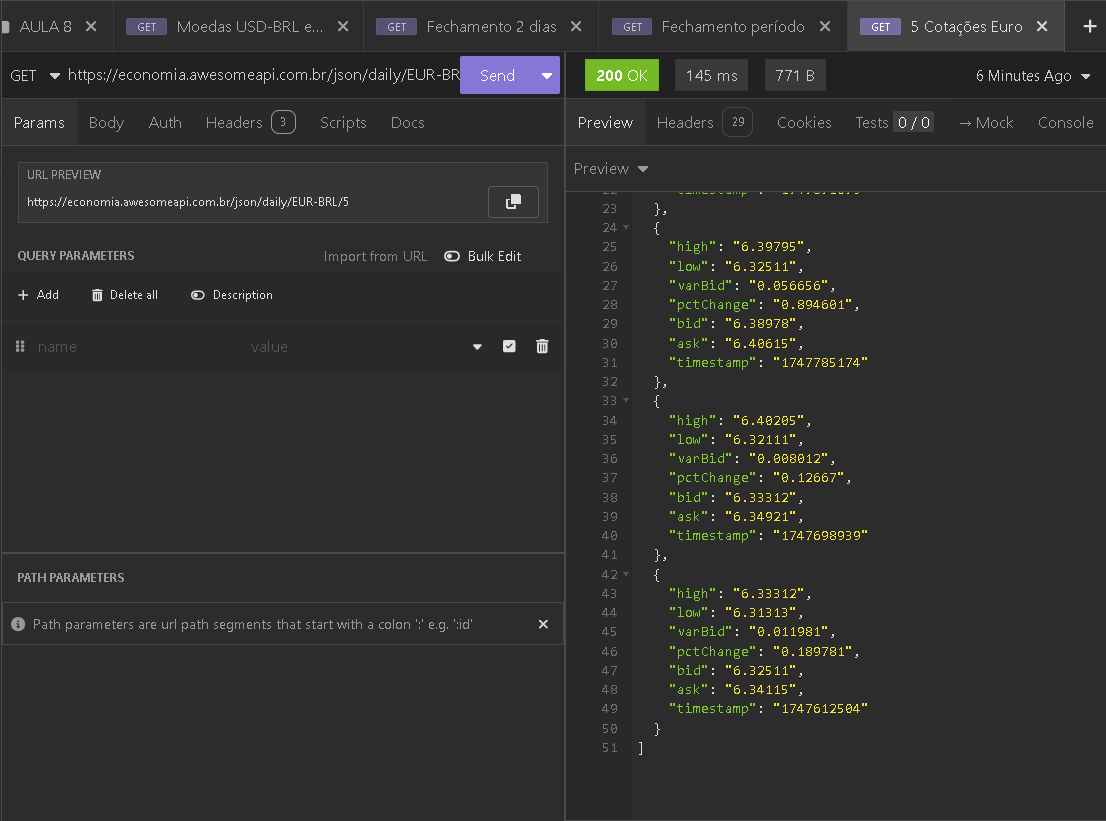 AULA 8
GET Moedas USD-BRL e...
GET Fechamento 2 dias
GET Fechamento período
GET 5 Cotações Euro
GET https://economia.awesomeapi.com.br/json/daily/EUR-BR Send
200 OK 145 ms 771 B 6 Minutes Ago
Params Body Auth Headers 3 Scripts Docs
Preview Headers 29 Cookies Tests 0 / 0 → Mock Console
URL PREVIEW
https://economia.awesomeapi.com.br/json/daily/EUR-BRL/5
QUERY PARAMETERS Import from URL Bulk Edit
+ Add Delete all Description
name value
PATH PARAMETERS
Path parameters are url path segments that start with a colon ':' e.g. ':id'
Preview
23 },
24 {
25 "high": "6.39795",
26 "low": "6.32511",
27 "varBid": "0.056656",
28 "pctChange": "0.894601",
29 "bid": "6.38978",
30 "ask": "6.40615",
31 "timestamp": "1747785174"
32 },
33 {
34 "high": "6.40205",
35 "low": "6.32111",
36 "varBid": "0.008012",
37 "pctChange": "0.12667",
38 "bid": "6.33312",
39 "ask": "6.34921",
40 "timestamp": "1747698939"
41 },
42 {
43 "high": "6.33312",
44 "low": "6.31313",
45 "varBid": "0.011981",
46 "pctChange": "0.189781",
47 "bid": "6.32511",
48 "ask": "6.34115",
49 "timestamp": "1747612504"
50 }
51 ]